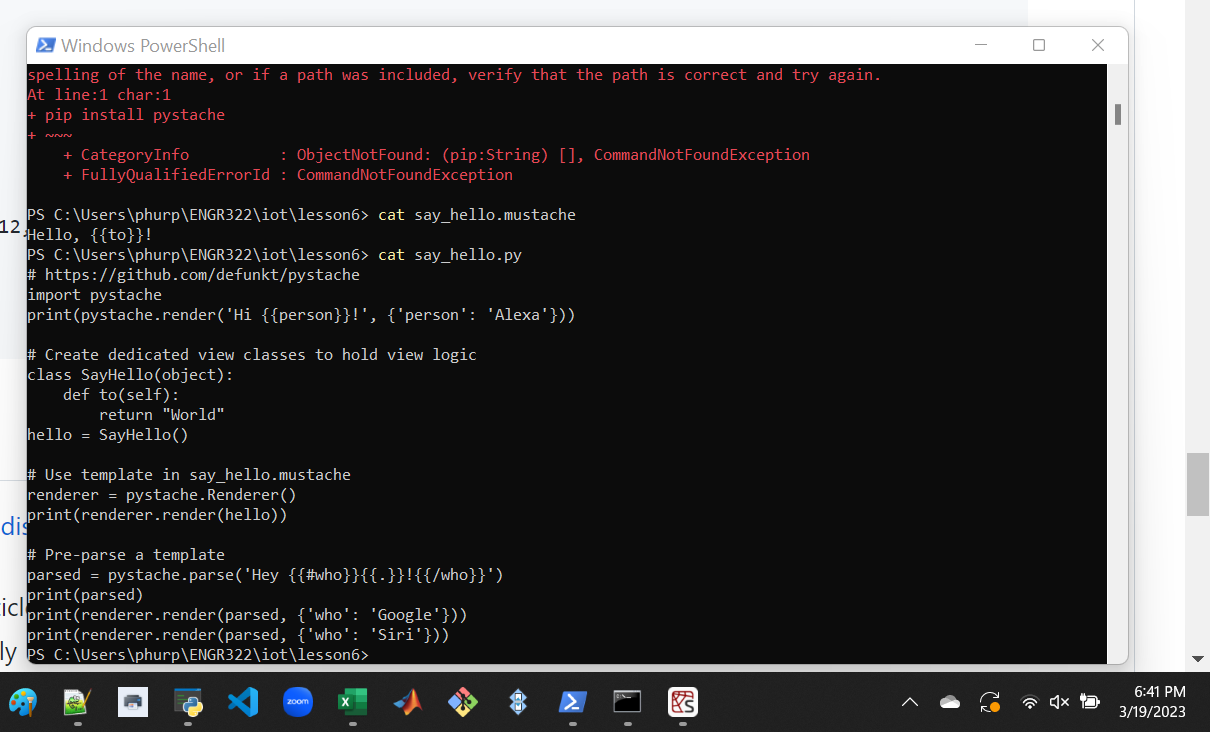 Windows PowerShell
spelling of the name, or if a path was included, verify that the path is correct and try again.
At line:1 char:1
+ pip install pystache
+ ~~~
    + CategoryInfo          : ObjectNotFound: (pip:String) [], CommandNotFoundException
    + FullyQualifiedErrorId : CommandNotFoundException

PS C:\Users\phurp\ENGR322\iot\lesson6> cat say_hello.mustache
Hello, {{to}}!
PS C:\Users\phurp\ENGR322\iot\lesson6> cat say_hello.py
# https://github.com/defunkt/pystache
import pystache
print(pystache.render('Hi {{person}}!', {'person': 'Alexa'}))

# Create dedicated view classes to hold view logic
class SayHello(object):
    def to(self):
        return "World"
hello = SayHello()

# Use template in say_hello.mustache
renderer = pystache.Renderer()
print(renderer.render(hello))

# Pre-parse a template
parsed = pystache.parse('Hey {{#who}}{{.}}!{{/who}}')
print(parsed)
print(renderer.render(parsed, {'who': 'Google'}))
print(renderer.render(parsed, {'who': 'Siri'}))
PS C:\Users\phurp\ENGR322\iot\lesson6>
12,
dis
icl
ly
zoom
6:41 PM
3/19/2023